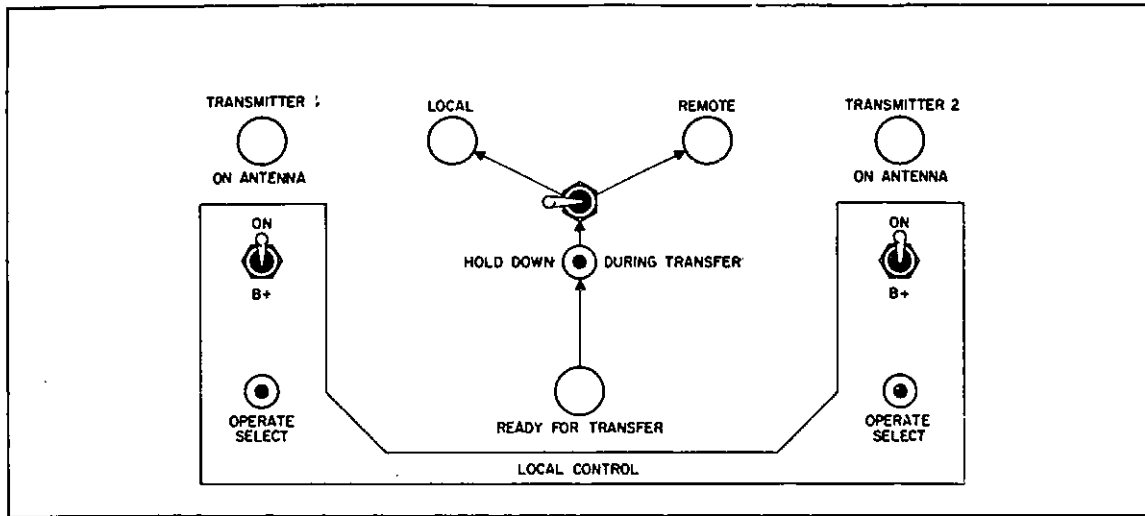 TRANSMITTER
LOCAL
REMOTE
TRANSMITTER 2
ON ANTENNA
ON ANTENNA
ON
ON
HOLD DOWN
DURING TRANSFER
B+
B+
OPERATE
SELECT
READY FOR TRANSFER
OPERATE
SELECT
LOCAL CONTROL